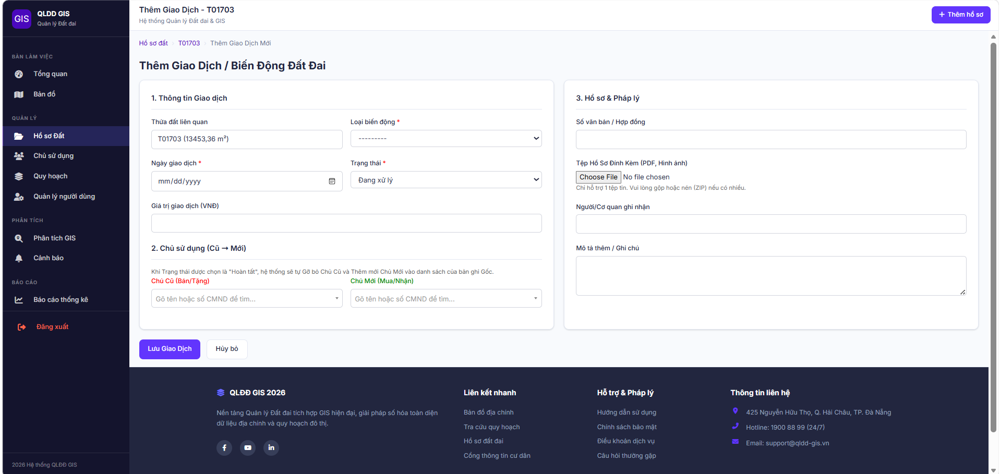 GIS
QLDD GIS
Quản lý Đất đai
BÀN LÀM VIỆC
Tổng quan
Bản đồ
QUẢN LÝ
Hồ sơ Đất
Chủ sử dụng
Quy hoạch
Quản lý người dùng
PHÂN TÍCH
Phân tích GIS
Cảnh báo
BÁO CÁO
Báo cáo thống kê
Đăng xuất
2026 Hệ thống QLĐĐ GIS
Thêm Giao Dịch - T01703
Hệ thống Quản lý Đất đai & GIS
+ Thêm hồ sơ
Hồ sơ đất › T01703 › Thêm Giao Dịch Mới
Thêm Giao Dịch / Biến Động Đất Đai
1. Thông tin Giao dịch
Thửa đất liên quan
T01703 (13453,36 m²)
Loại biến động *
---------
Ngày giao dịch *
mm/dd/yyyy
Trạng thái *
Đang xử lý
Giá trị giao dịch (VNĐ)
2. Chủ sử dụng (Cũ → Mới)
Khi Trạng thái được chọn là "Hoàn tất", hệ thống sẽ tự Gỡ bỏ Chủ Cũ và Thêm mới Chủ Mới vào danh sách của bản ghi Gốc.
Chủ Cũ (Bán/Tặng)
Gõ tên hoặc số CMND để tìm...
Chủ Mới (Mua/Nhận)
Gõ tên hoặc số CMND để tìm...
3. Hồ sơ & Pháp lý
Số văn bản / Hợp đồng
Tệp Hồ Sơ Đính Kèm (PDF, Hình ảnh)
Choose File No file chosen
Chỉ hỗ trợ 1 tệp tin. Vui lòng gộp hoặc nén (ZIP) nếu có nhiều.
Người/Cơ quan ghi nhận
Mô tả thêm / Ghi chú
Lưu Giao Dịch
Hủy bỏ
QLĐĐ GIS 2026
Nền tảng Quản lý Đất đai tích hợp GIS hiện đại, giải pháp số hóa toàn diện
dữ liệu địa chính và quy hoạch đô thị.
Liên kết nhanh
Bản đồ địa chính
Tra cứu quy hoạch
Hồ sơ đất đai
Cổng thông tin cư dân
Hỗ trợ & Pháp lý
Hướng dẫn sử dụng
Chính sách bảo mật
Điều khoản dịch vụ
Câu hỏi thường gặp
Thông tin liên hệ
425 Nguyễn Hữu Thọ, Q. Hải Châu, TP. Đà Nẵng
Hotline: 1900 88 99 (24/7)
Email: support@qldd-gis.vn